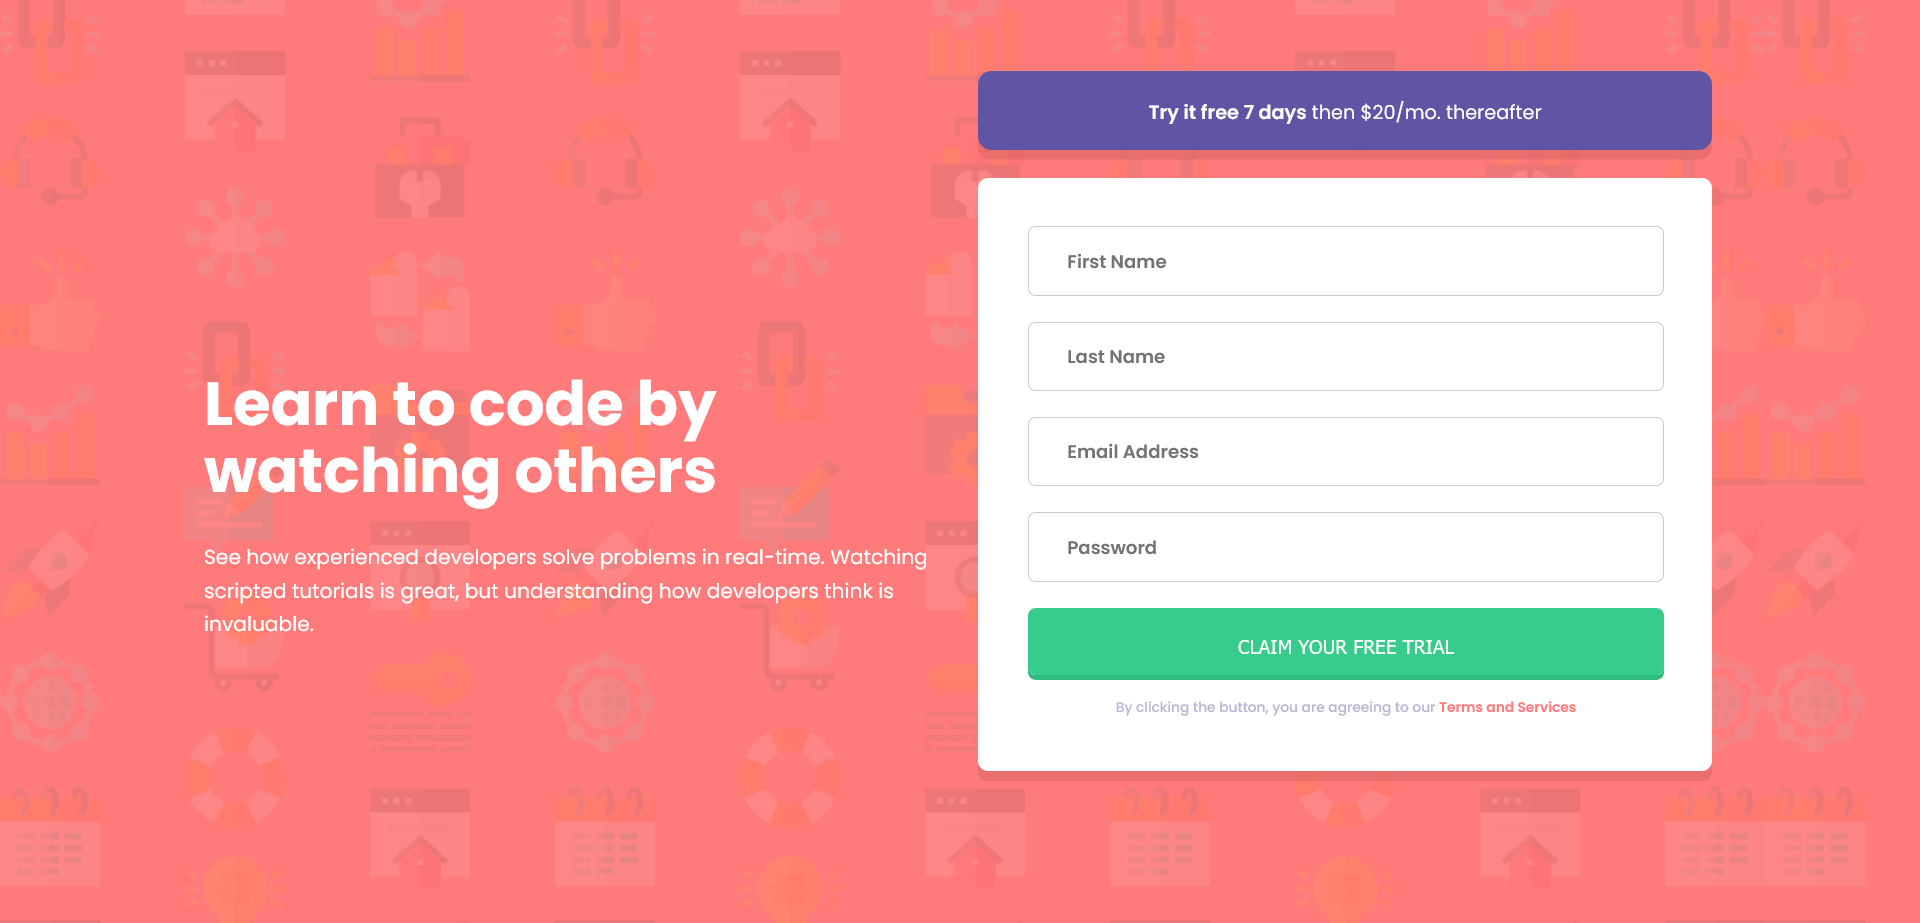 Learn to code by
watching others
See how experienced developers solve problems in real-time. Watching
scripted tutorials is great, but understanding how developers think is
invaluable.
Try it free 7 days then $20/mo. thereafter
First Name
Last Name
Email Address
Password
CLAIM YOUR FREE TRIAL
By clicking the button, you are agreeing to our Terms and Services